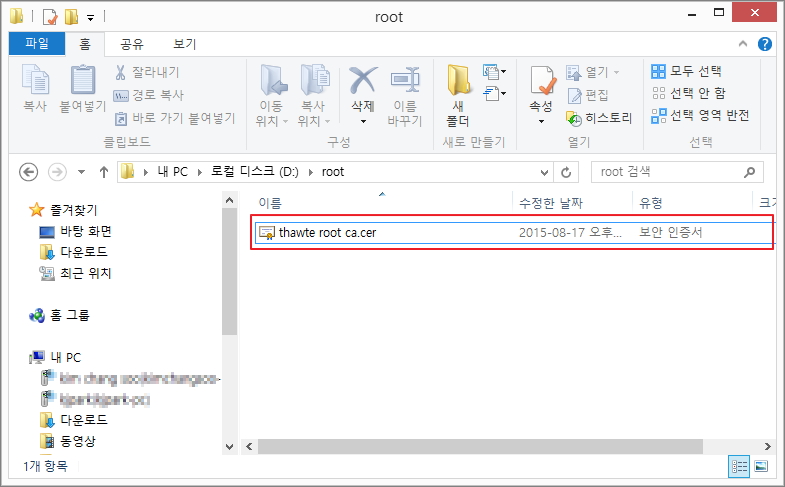 root
파일
홈
공유
보기
복사
붙여넣기
잘라내기
경로 복사
바로 가기 붙여넣기
클립보드
이동
위치
복사
위치
삭제
이름
바꾸기
구성
새
폴더
새로 만들기
속성
열기
편집
히스토리
열기
모두 선택
선택 안 함
선택 영역 반전
선택
내 PC
로컬 디스크 (D:)
root
root 검색
즐겨찾기
바탕 화면
다운로드
최근 위치
홈 그룹
내 PC
다운로드
동영상
이름
수정한 날짜
유형
크기
thawte root ca.cer
2015-08-17 오후...
보안 인증서
1개 항목